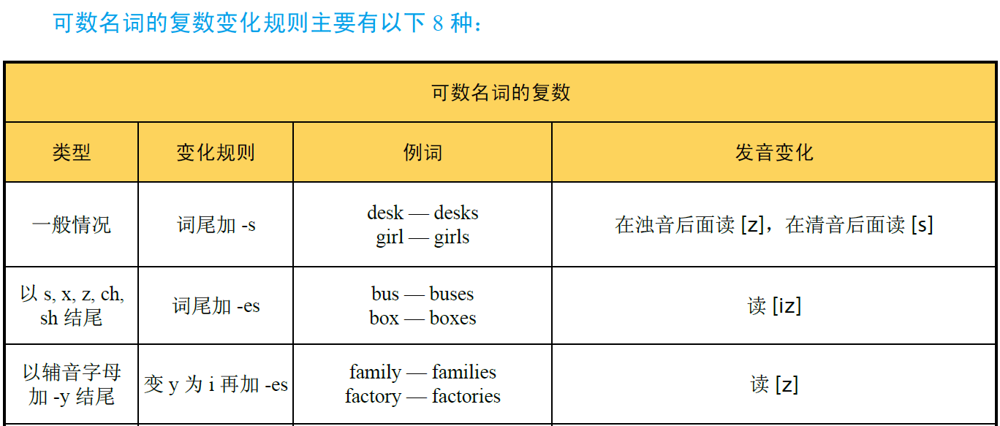 可数名词的复数变化规则主要有以下 8 种：
可数名词的复数
类型
变化规则
例词
发音变化
一般情况
词尾加 -s
desk — desks
girl — girls
在浊音后面读 [z]，在清音后面读 [s]
以 s, x, z, ch,
sh 结尾
词尾加 -es
bus — buses
box — boxes
读 [iz]
以辅音字母
加 -y 结尾
变 y 为 i 再加 -es
family — families
factory — factories
读 [z]